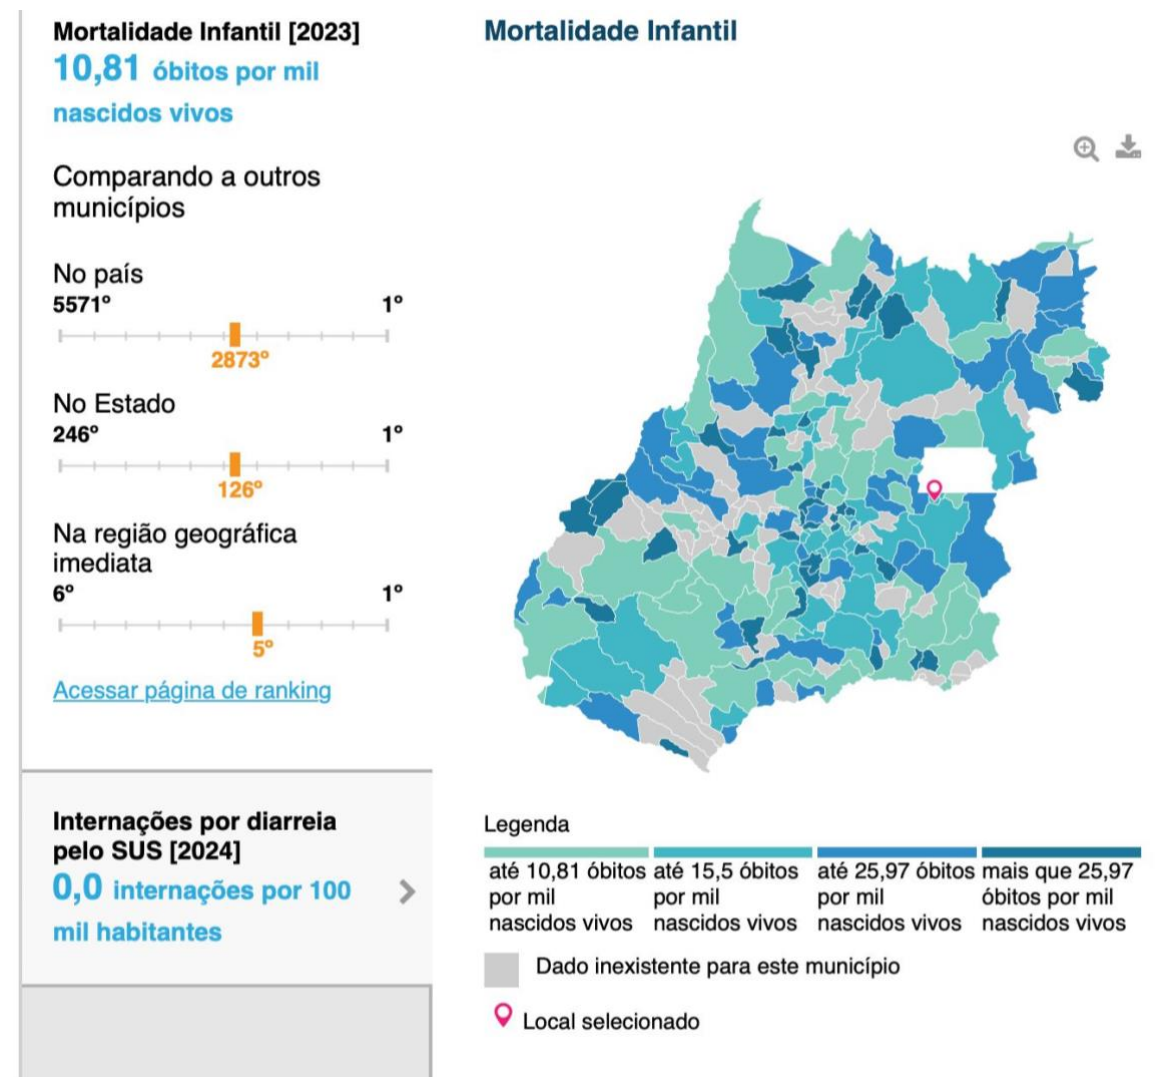 Mortalidade Infantil [2023]
10,81 óbitos por mil
nascidos vivos
Comparando a outros
municípios
No país
5571º 1º
2873º
No Estado
246º 1º
126º
Na região geográfica
imediata
6º 1º
5º
Acessar página de ranking
Internações por diarreia
pelo SUS [2024]
0,0 internações por 100
mil habitantes
Mortalidade Infantil
Legenda
até 10,81 óbitos
por mil
nascidos vivos
até 15,5 óbitos
por mil
nascidos vivos
até 25,97 óbitos
por mil
nascidos vivos
mais que 25,97
óbitos por mil
nascidos vivos
Dado inexistente para este município
Local selecionado